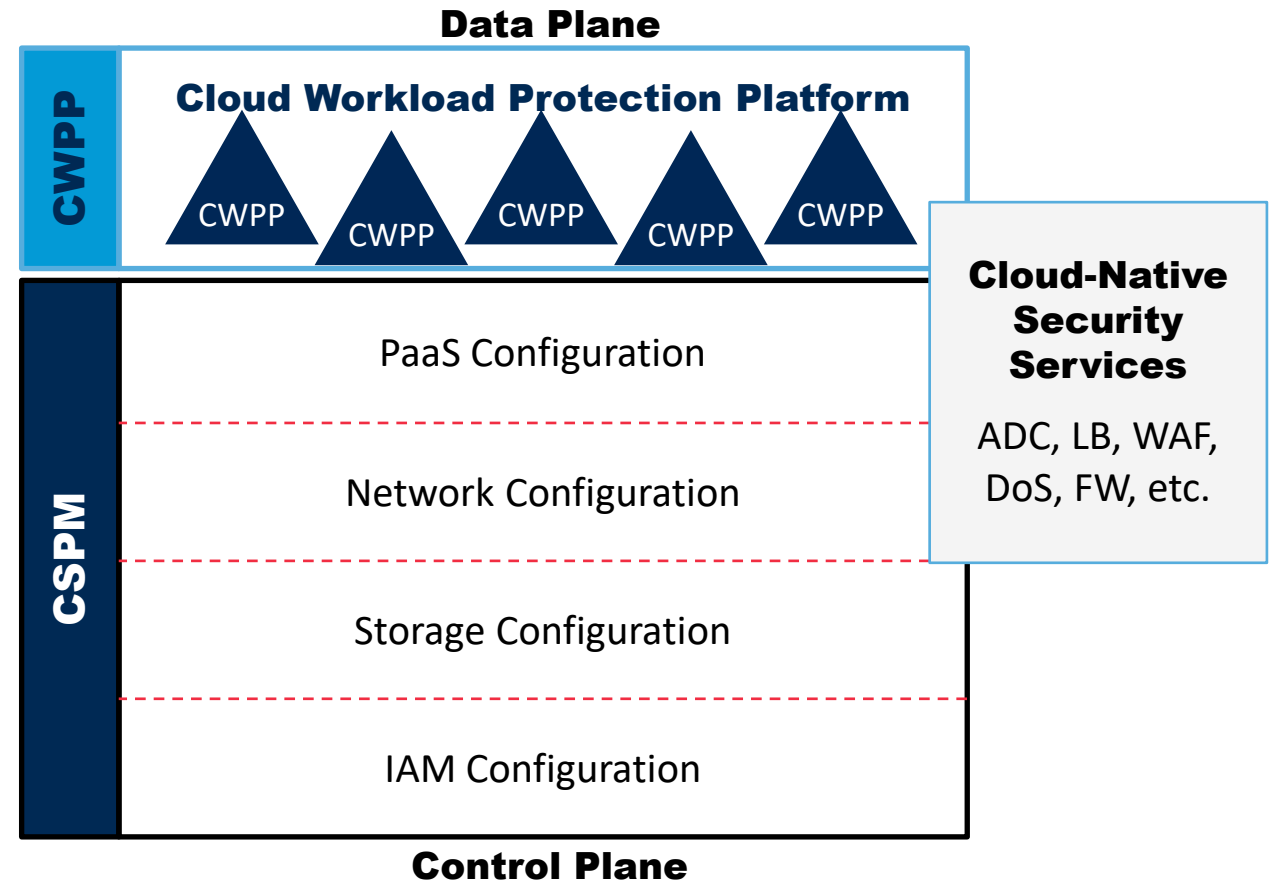 Data Plane
CWPP
Cloud Workload Protection Platform
CWPP
CWPP
CWPP
CWPP
CWPP
CSPM
PaaS Configuration
Network Configuration
Storage Configuration
IAM Configuration
Cloud-Native
Security
Services
ADC, LB, WAF,
DoS, FW, etc.
Control Plane